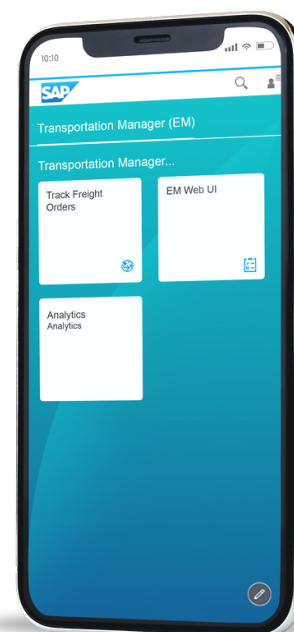 10:10
SAP
Transportation Manager (EM)
Transportation Manager...
Track Freight
Orders
EM Web UI
Analytics
Analytics